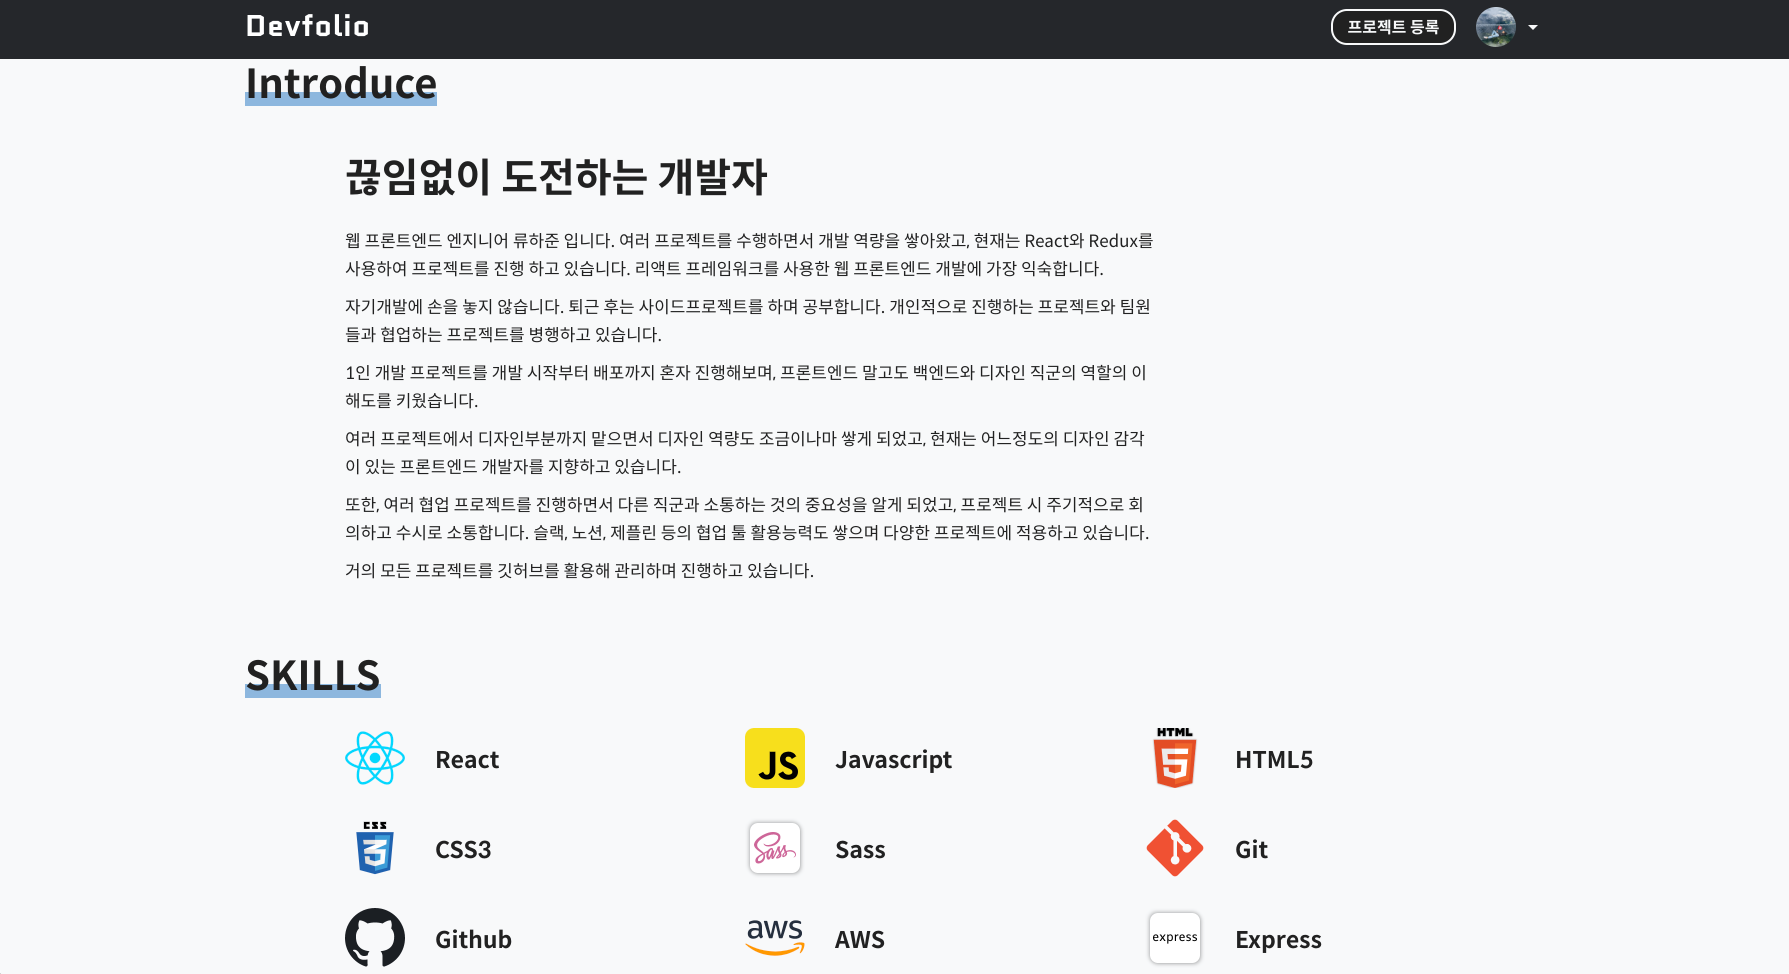 Devfolio
프로젝트 등록
Introduce
끊임없이 도전하는 개발자
웹 프론트엔드 엔지니어 류하준 입니다. 여러 프로젝트를 수행하면서 개발 역량을 쌓아왔고, 현재는 React와 Redux를
사용하여 프로젝트를 진행 하고 있습니다. 리액트 프레임워크를 사용한 웹 프론트엔드 개발에 가장 익숙합니다.
자기개발에 손을 놓지 않습니다. 퇴근 후는 사이드프로젝트를 하며 공부합니다. 개인적으로 진행하는 프로젝트와 팀원
들과 협업하는 프로젝트를 병행하고 있습니다.
1인 개발 프로젝트를 개발 시작부터 배포까지 혼자 진행해보며, 프론트엔드 말고도 백엔드와 디자인 직군의 역할의 이
해도를 키웠습니다.
여러 프로젝트에서 디자인부분까지 맡으면서 디자인 역량도 조금이나마 쌓게 되었고, 현재는 어느정도의 디자인 감각
이 있는 프론트엔드 개발자를 지향하고 있습니다.
또한, 여러 협업 프로젝트를 진행하면서 다른 직군과 소통하는 것의 중요성을 알게 되었고, 프로젝트 시 주기적으로 회
의하고 수시로 소통합니다. 슬랙, 노션, 제플린 등의 협업 툴 활용능력도 쌓으며 다양한 프로젝트에 적용하고 있습니다.
거의 모든 프로젝트를 깃허브를 활용해 관리하며 진행하고 있습니다.
SKILLS
React
JS
Javascript
HTML
5
HTML5
CSS
3
CSS3
Sass
Sass
Git
Github
aws
AWS
express
Express